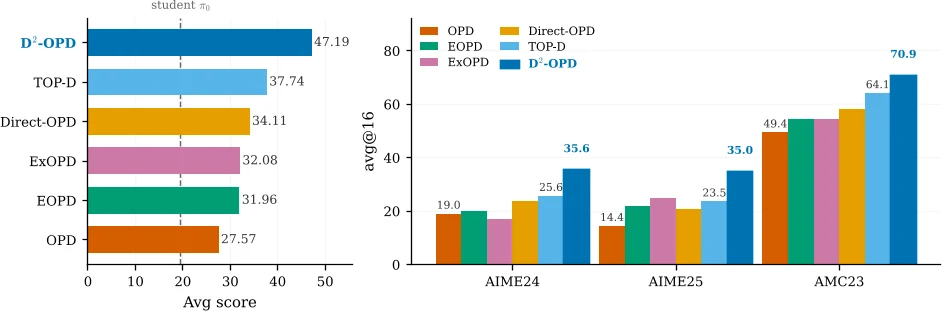 student π₀
D²-OPD
47.19
TOP-D
37.74
Direct-OPD
34.11
ExOPD
32.08
EOPD
31.96
OPD
27.57
0 10 20 30 40 50
Avg score
OPD Direct-OPD
EOPD TOP-D
ExOPD D²-OPD
avg@16
80
60
40
20
0
19.0 25.6 35.6
14.4 23.5 35.0
49.4 64.1 70.9
AIME24 AIME25 AMC23